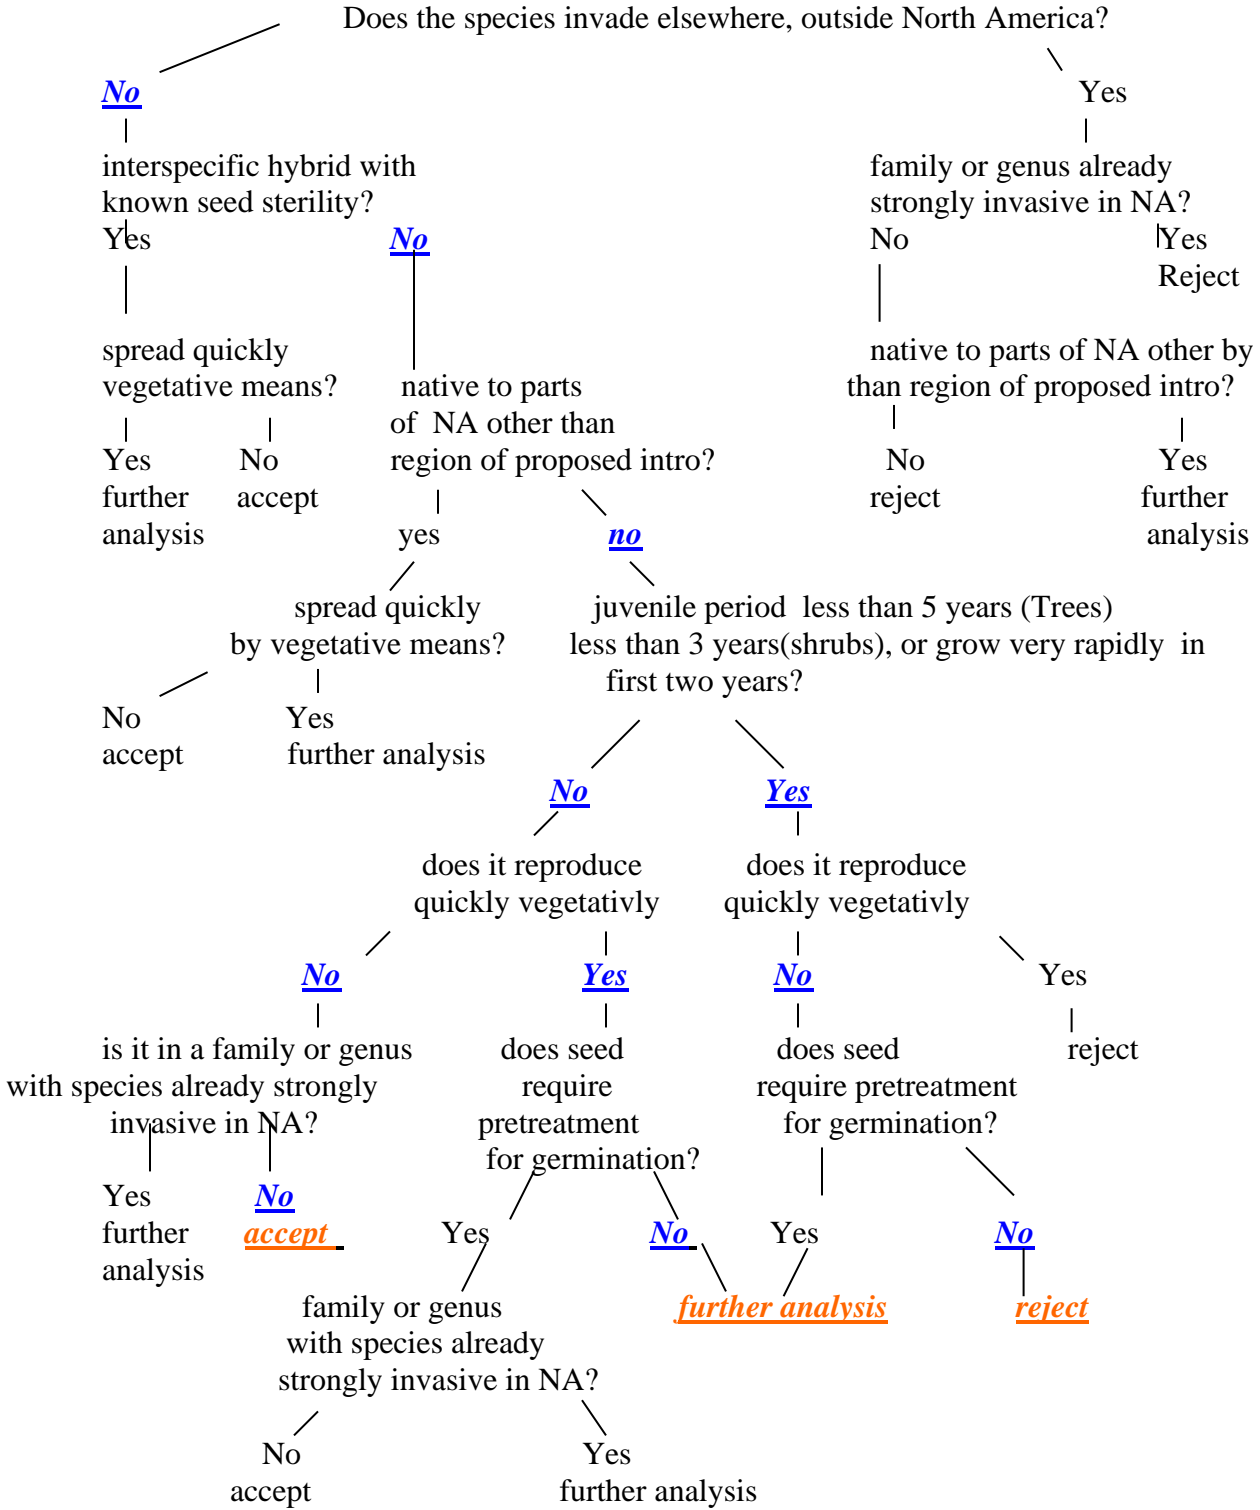 Does the species invade elsewhere, outside North America?
No
Yes
interspecific hybrid with
known seed sterility?
family or genus already
strongly invasive in NA?
Yes
No
No
Yes
Reject
spread quickly
vegetative means?
native to parts
of NA other than
region of proposed intro?
native to parts of NA other by
than region of proposed intro?
Yes
further
analysis
No
accept
No
reject
Yes
further
analysis
yes
no
spread quickly
by vegetative means?
juvenile period less than 5 years (Trees)
less than 3 years(shrubs), or grow very rapidly in
first two years?
No
accept
Yes
further analysis
No
Yes
does it reproduce
quickly vegetativly
does it reproduce
quickly vegetativly
No
Yes
No
Yes
is it in a family or genus
with species already strongly
invasive in NA?
does seed
require
pretreatment
for germination?
does seed
require pretreatment
for germination?
reject
Yes
further
analysis
No
accept
Yes
No
Yes
No
family or genus
with species already
strongly invasive in NA?
further analysis
reject
No
accept
Yes
further analysis